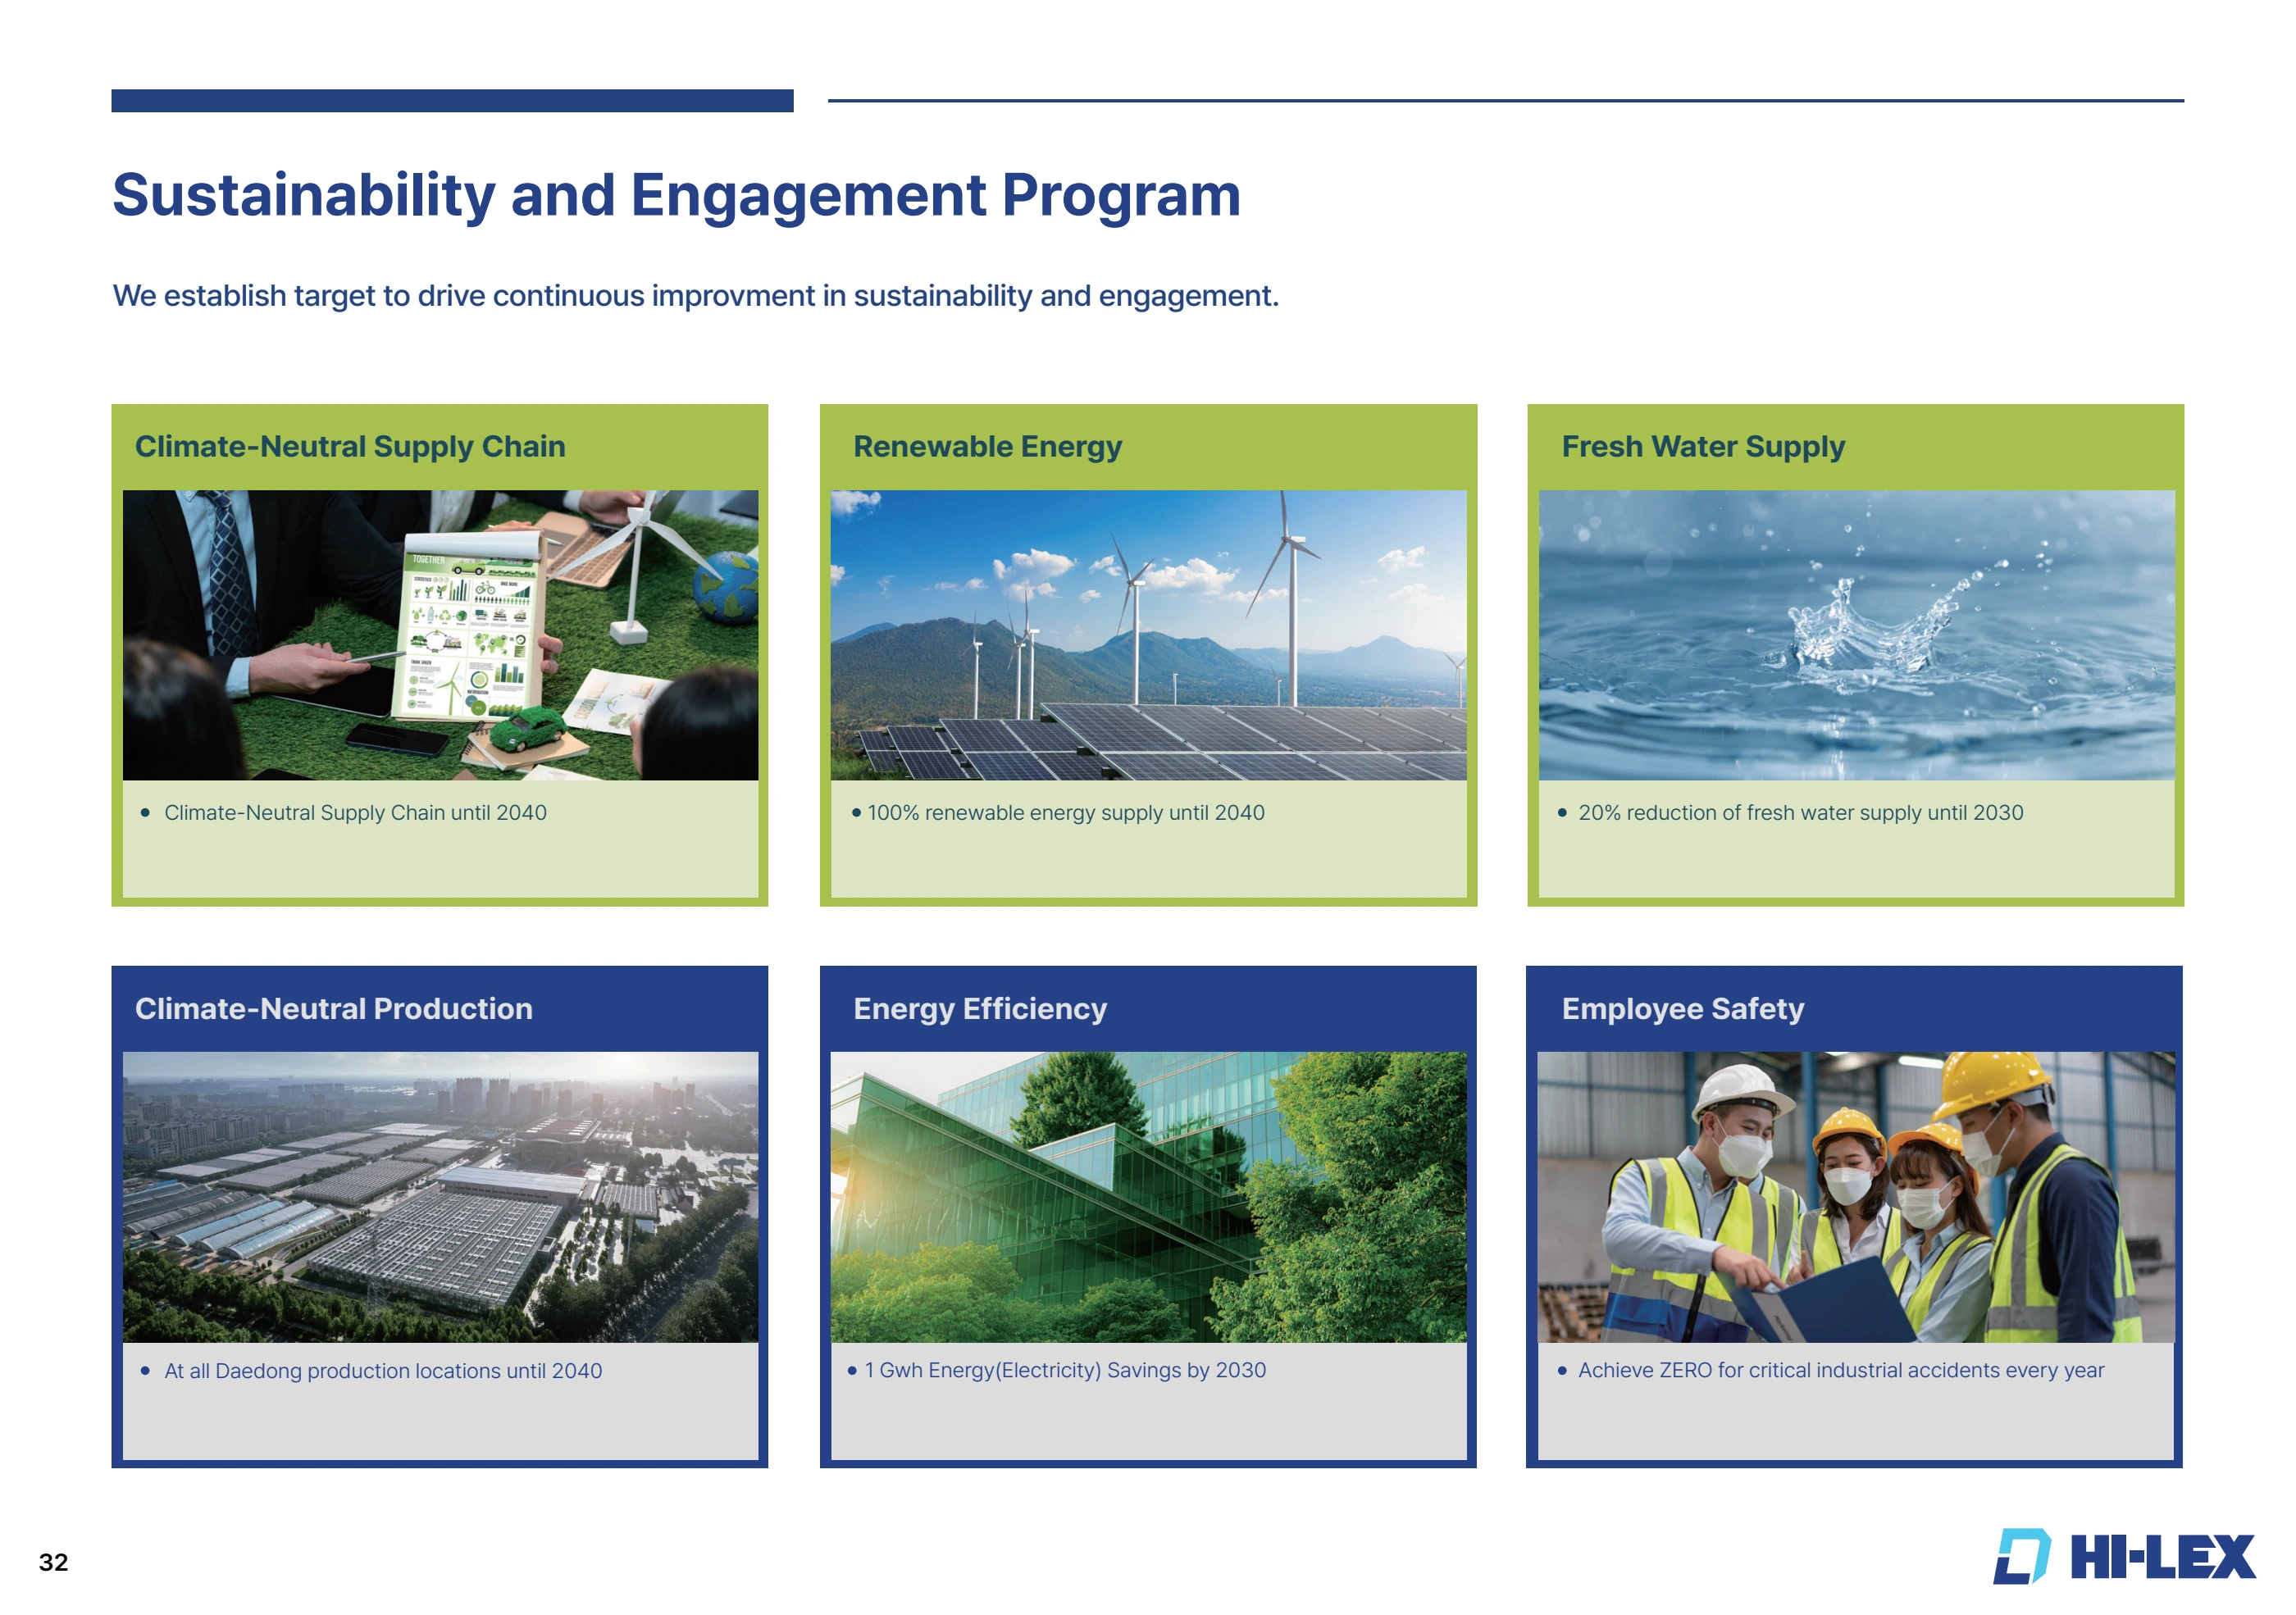 Sustainability and Engagement Program
We establish target to drive continuous improvment in sustainability and engagement.
Climate-Neutral Supply Chain
TOGETHER
• Climate-Neutral Supply Chain until 2040
Renewable Energy
• 100% renewable energy supply until 2040
Fresh Water Supply
• 20% reduction of fresh water supply until 2030
Climate-Neutral Production
• At all Daedong production locations until 2040
Energy Efficiency
• 1 Gwh Energy(Electricity) Savings by 2030
Employee Safety
• Achieve ZERO for critical industrial accidents every year
32
HI-LEX